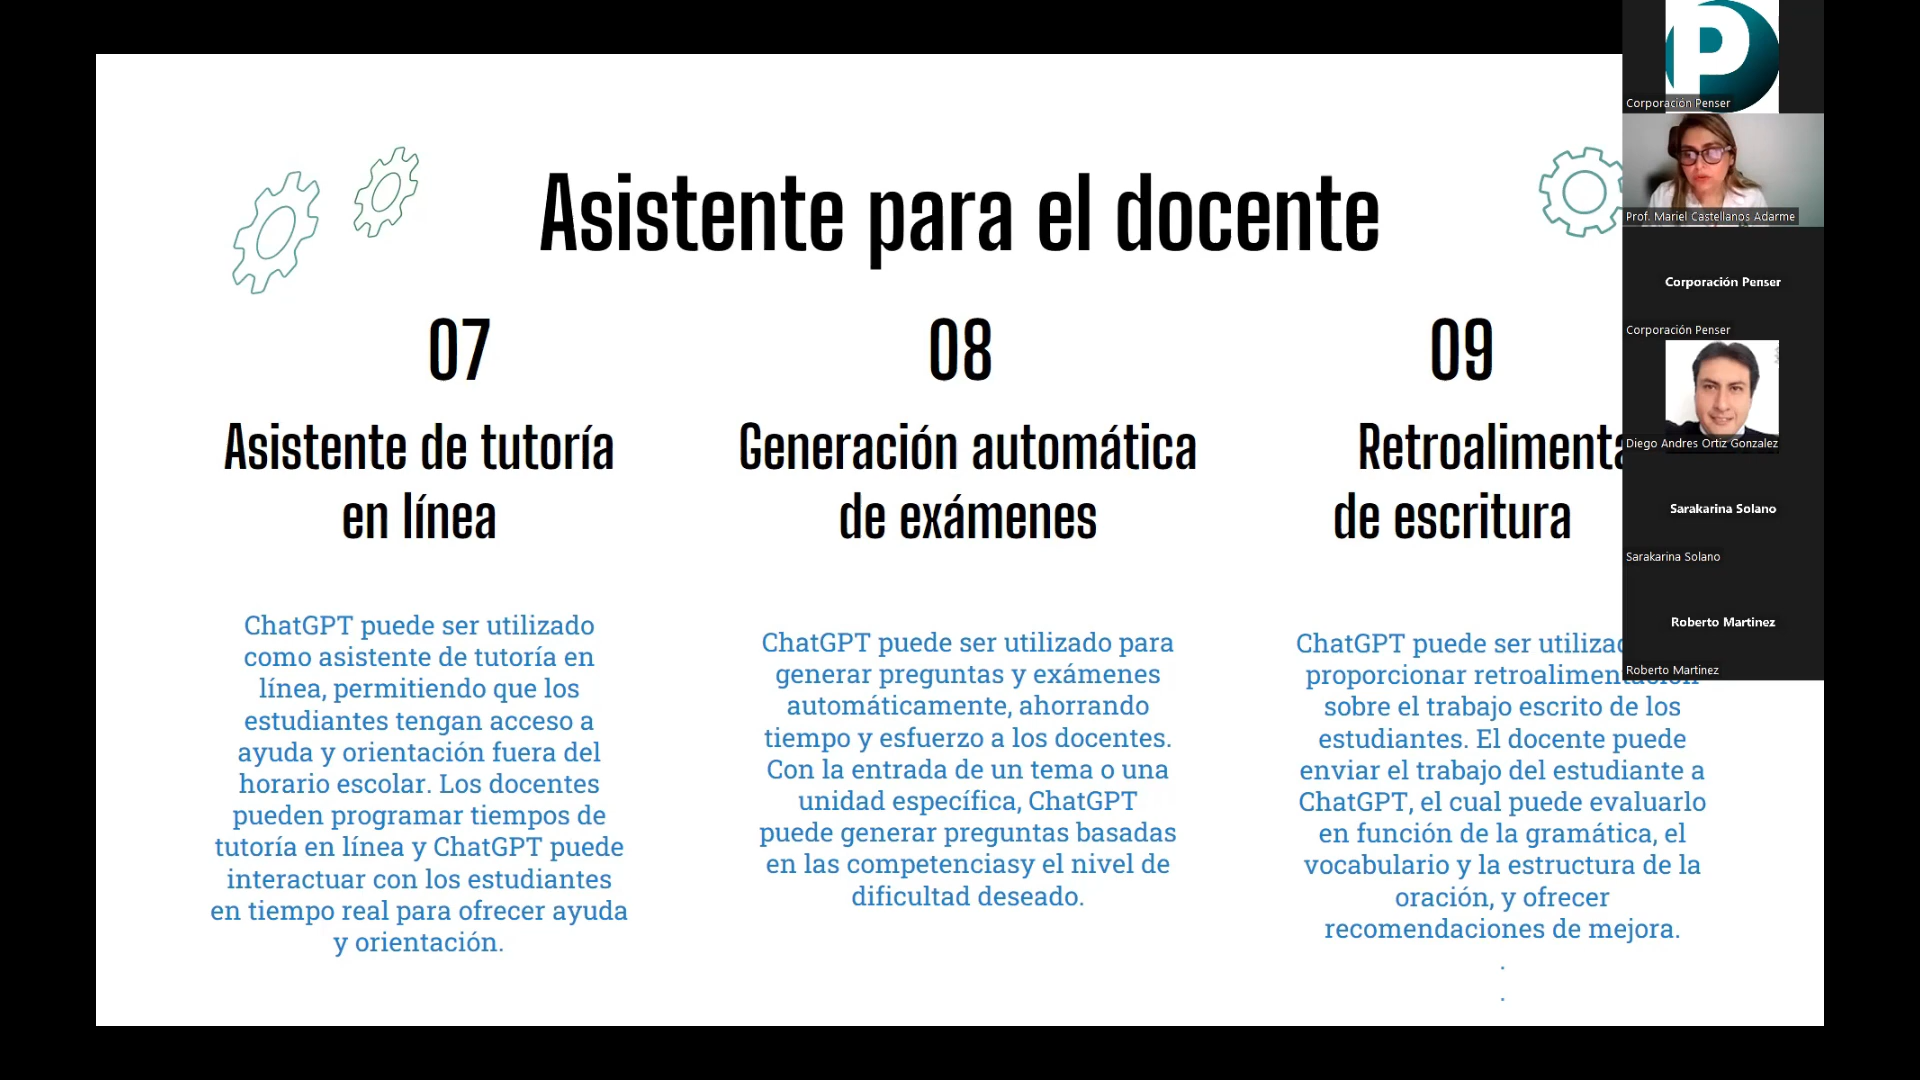 Asistente para el docente
07
Asistente de tutoría
en línea
ChatGPT puede ser utilizado
como asistente de tutoría en
línea, permitiendo que los
estudiantes tengan acceso a
ayuda y orientación fuera del
horario escolar. Los docentes
pueden programar tiempos de
tutoría en línea y ChatGPT puede
interactuar con los estudiantes
en tiempo real para ofrecer ayuda
y orientación.
08
Generación automática
de exámenes
ChatGPT puede ser utilizado para
generar preguntas y exámenes
automáticamente, ahorrando
tiempo y esfuerzo a los docentes.
Con la entrada de un tema o una
unidad específica, ChatGPT
puede generar preguntas basadas
en las competenciasy el nivel de
dificultad deseado.
09
Retroalimenta
de escritura
ChatGPT puede ser utilizad
proporcionar retroalimentación
sobre el trabajo escrito de los
estudiantes. El docente puede
enviar el trabajo del estudiante a
ChatGPT, el cual puede evaluarlo
en función de la gramática, el
vocabulario y la estructura de la
oración, y ofrecer
recomendaciones de mejora.
.
.
P
Corporación Penser
Prof. Mariel Castellanos Adarme
Corporación Penser
Corporación Penser
Diego Andres Ortiz Gonzalez
Sarakarina Solano
Sarakarina Solano
Roberto Martinez
Roberto Martinez